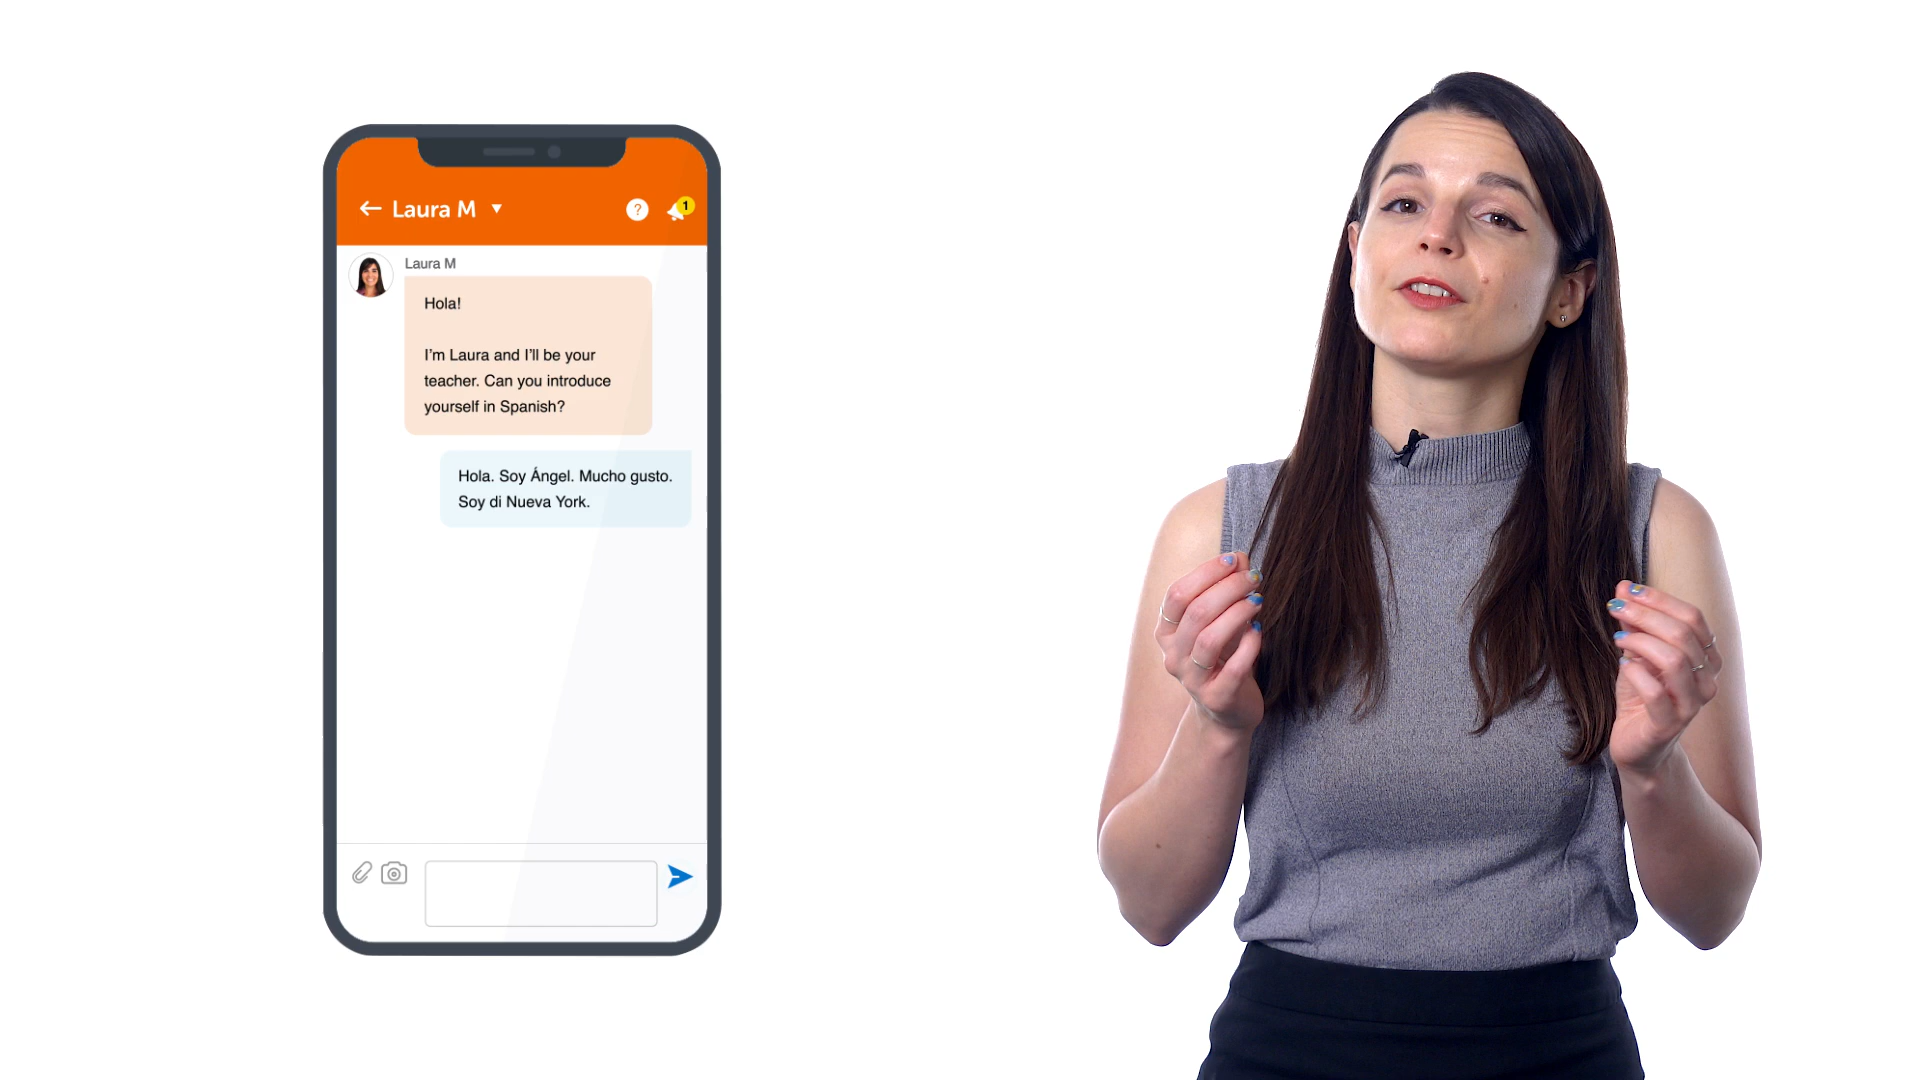 Laura M
?
1
Laura M
Hola!
I’m Laura and I’ll be your
teacher. Can you introduce
yourself in Spanish?
Hola. Soy Ángel. Mucho gusto.
Soy di Nueva York.